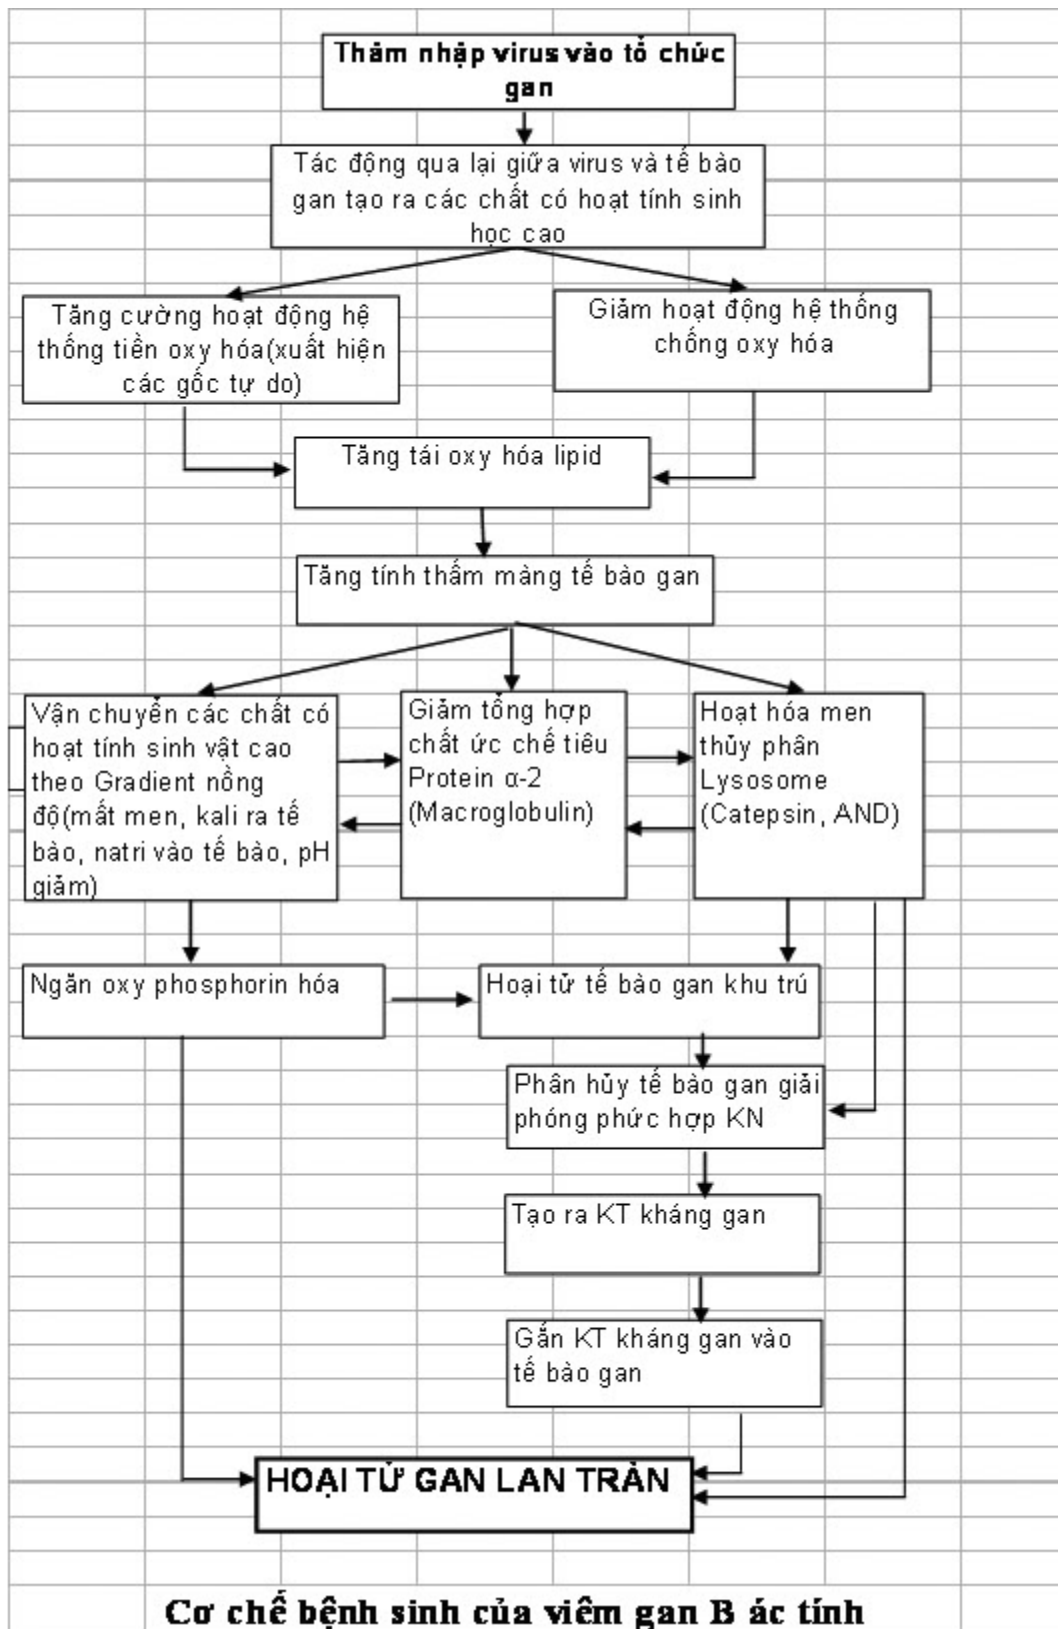 Thâm nhập virus vào tổ chức
gan
Tác động qua lại giữa virus và tế bào
gan tạo ra các chất có hoạt tính sinh
học cao
Tăng cường hoạt động hệ
thống tiền oxy hóa(xuất hiện
các gốc tự do)
Giảm hoạt động hệ thống
chống oxy hóa
Tăng tái oxy hóa lipid
Tăng tính thấm màng tế bào gan
Vận chuyển các chất có
hoạt tính sinh vật cao
theo Gradient nồng
độ(mất men, kali ra tế
bào, natri vào tế bào, pH
giảm)
Giảm tổng hợp
chất ức chế tiêu
Protein α-2
(Macroglobulin)
Hoạt hóa men
thủy phân
Lysosome
(Catepsin, AND)
Ngăn oxy phosphorin hóa
Hoại tử tế bào gan khu trú
Phân hủy tế bào gan giải
phóng phức hợp KN
Tạo ra KT kháng gan
Gắn KT kháng gan vào
tế bào gan
HOẠI TỬ GAN LAN TRÀN
Cơ chế bệnh sinh của viêm gan B ác tính